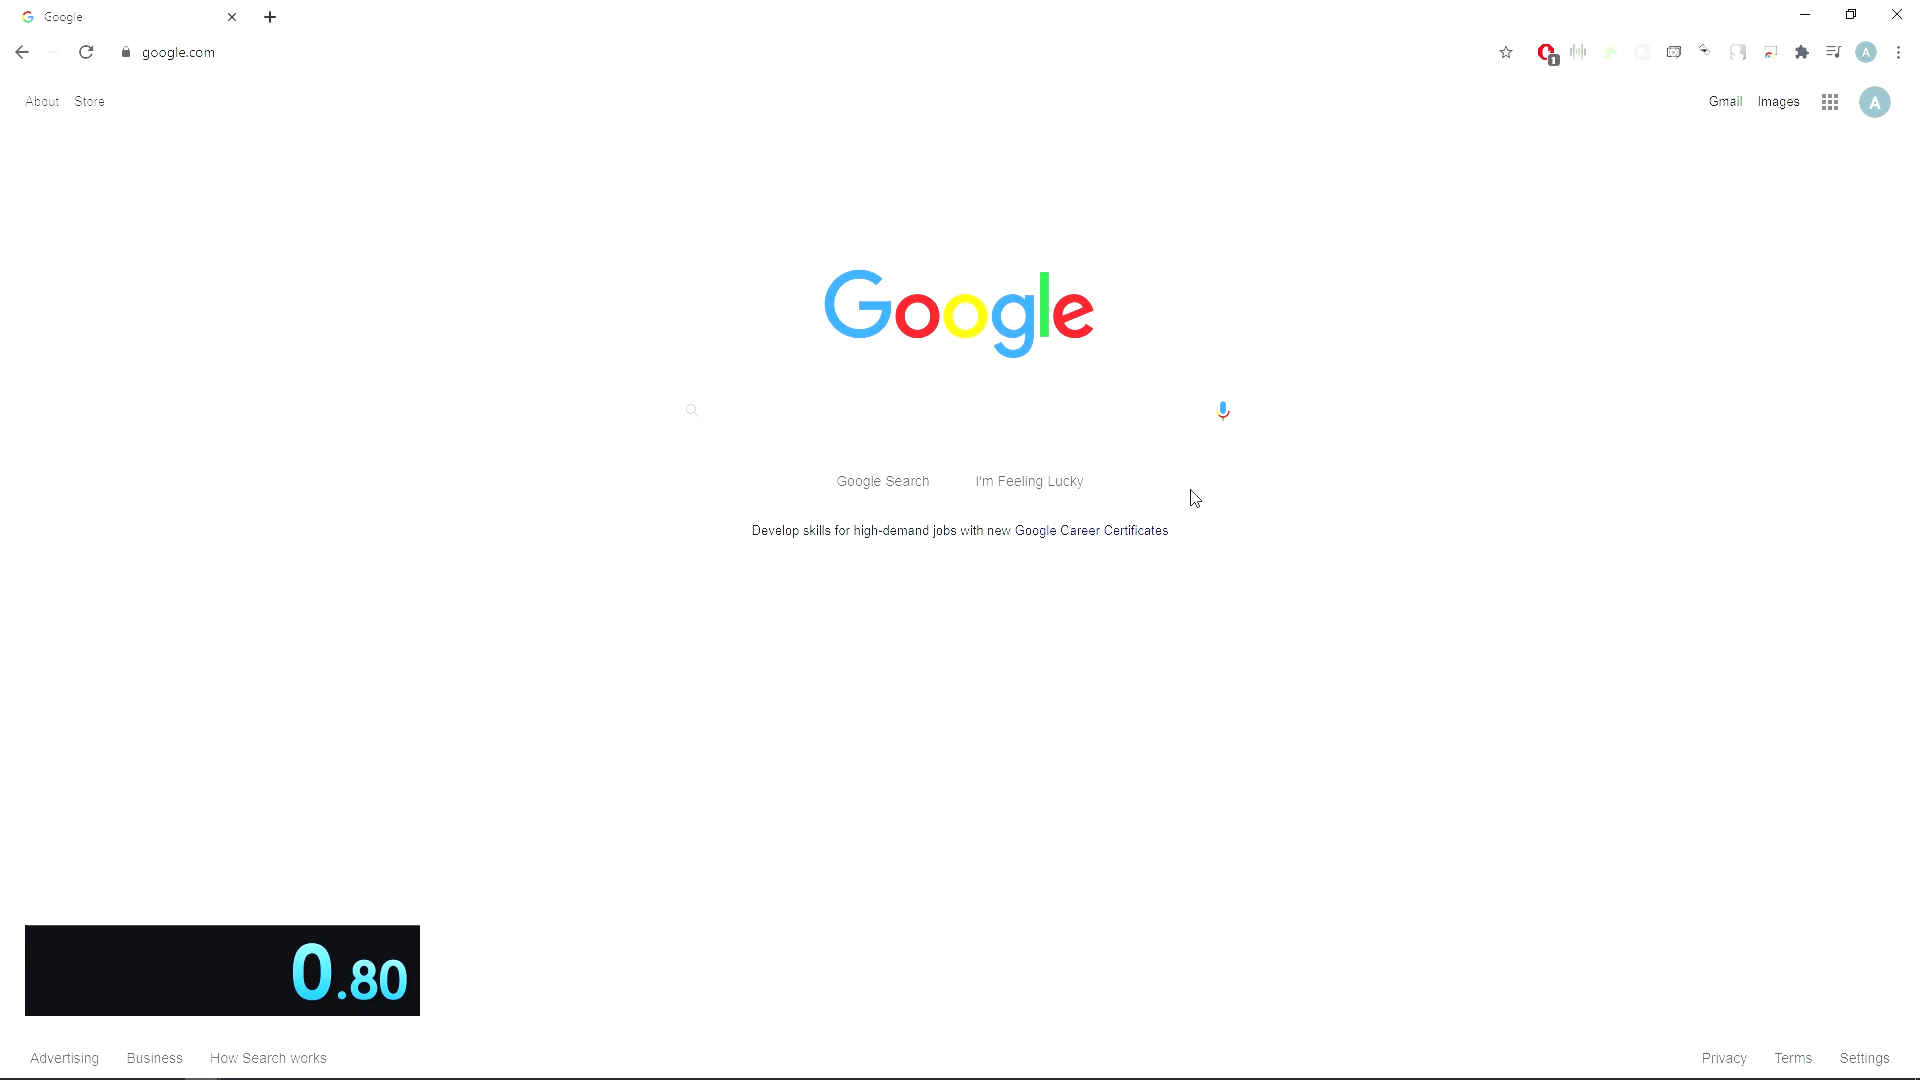 Google
google.com
1
A
About Store
Gmail Images
A
Google
Google Search I'm Feeling Lucky
Develop skills for high-demand jobs with new Google Career Certificates
0.80
Advertising Business How Search works
Privacy Terms Settings